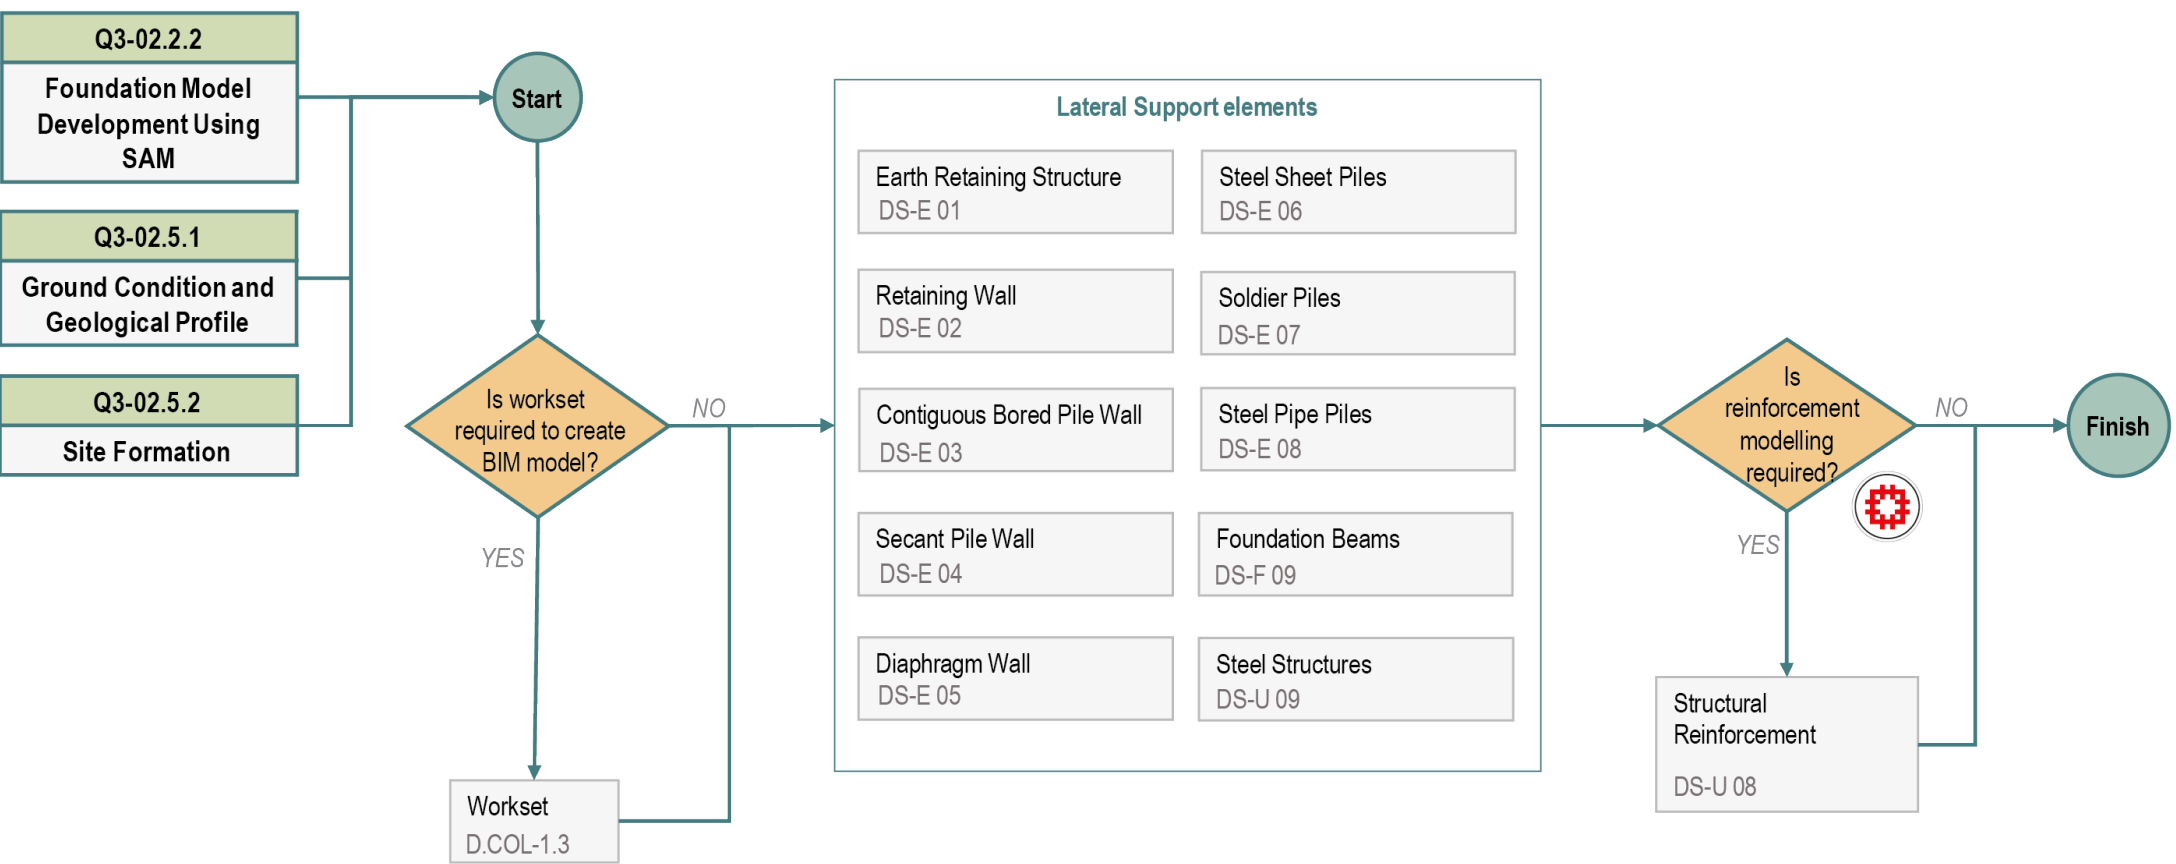 Q3-02.2.2
Foundation Model
Development Using
SAM
Q3-02.5.1
Ground Condition and
Geological Profile
Q3-02.5.2
Site Formation
Start
Is workset
required to create
BIM model?
NO
YES
Workset
D.COL-1.3
Lateral Support elements
Earth Retaining Structure
DS-E 01
Retaining Wall
DS-E 02
Contiguous Bored Pile Wall
DS-E 03
Secant Pile Wall
DS-E 04
Diaphragm Wall
DS-E 05
Steel Sheet Piles
DS-E 06
Soldier Piles
DS-E 07
Steel Pipe Piles
DS-E 08
Foundation Beams
DS-F 09
Steel Structures
DS-U 09
Is
reinforcement
modelling
required?
NO
YES
Structural
Reinforcement
DS-U 08
Finish